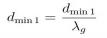 d_{min 1} = \frac{d_{min 1}}{\lambda_g}